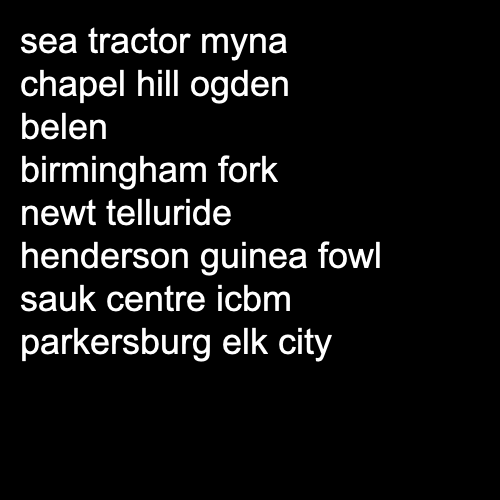 sea tractor myna
chapel hill ogden
belen
birmingham fork
newt telluride
henderson guinea fowl
sauk centre icbm
parkersburg elk city